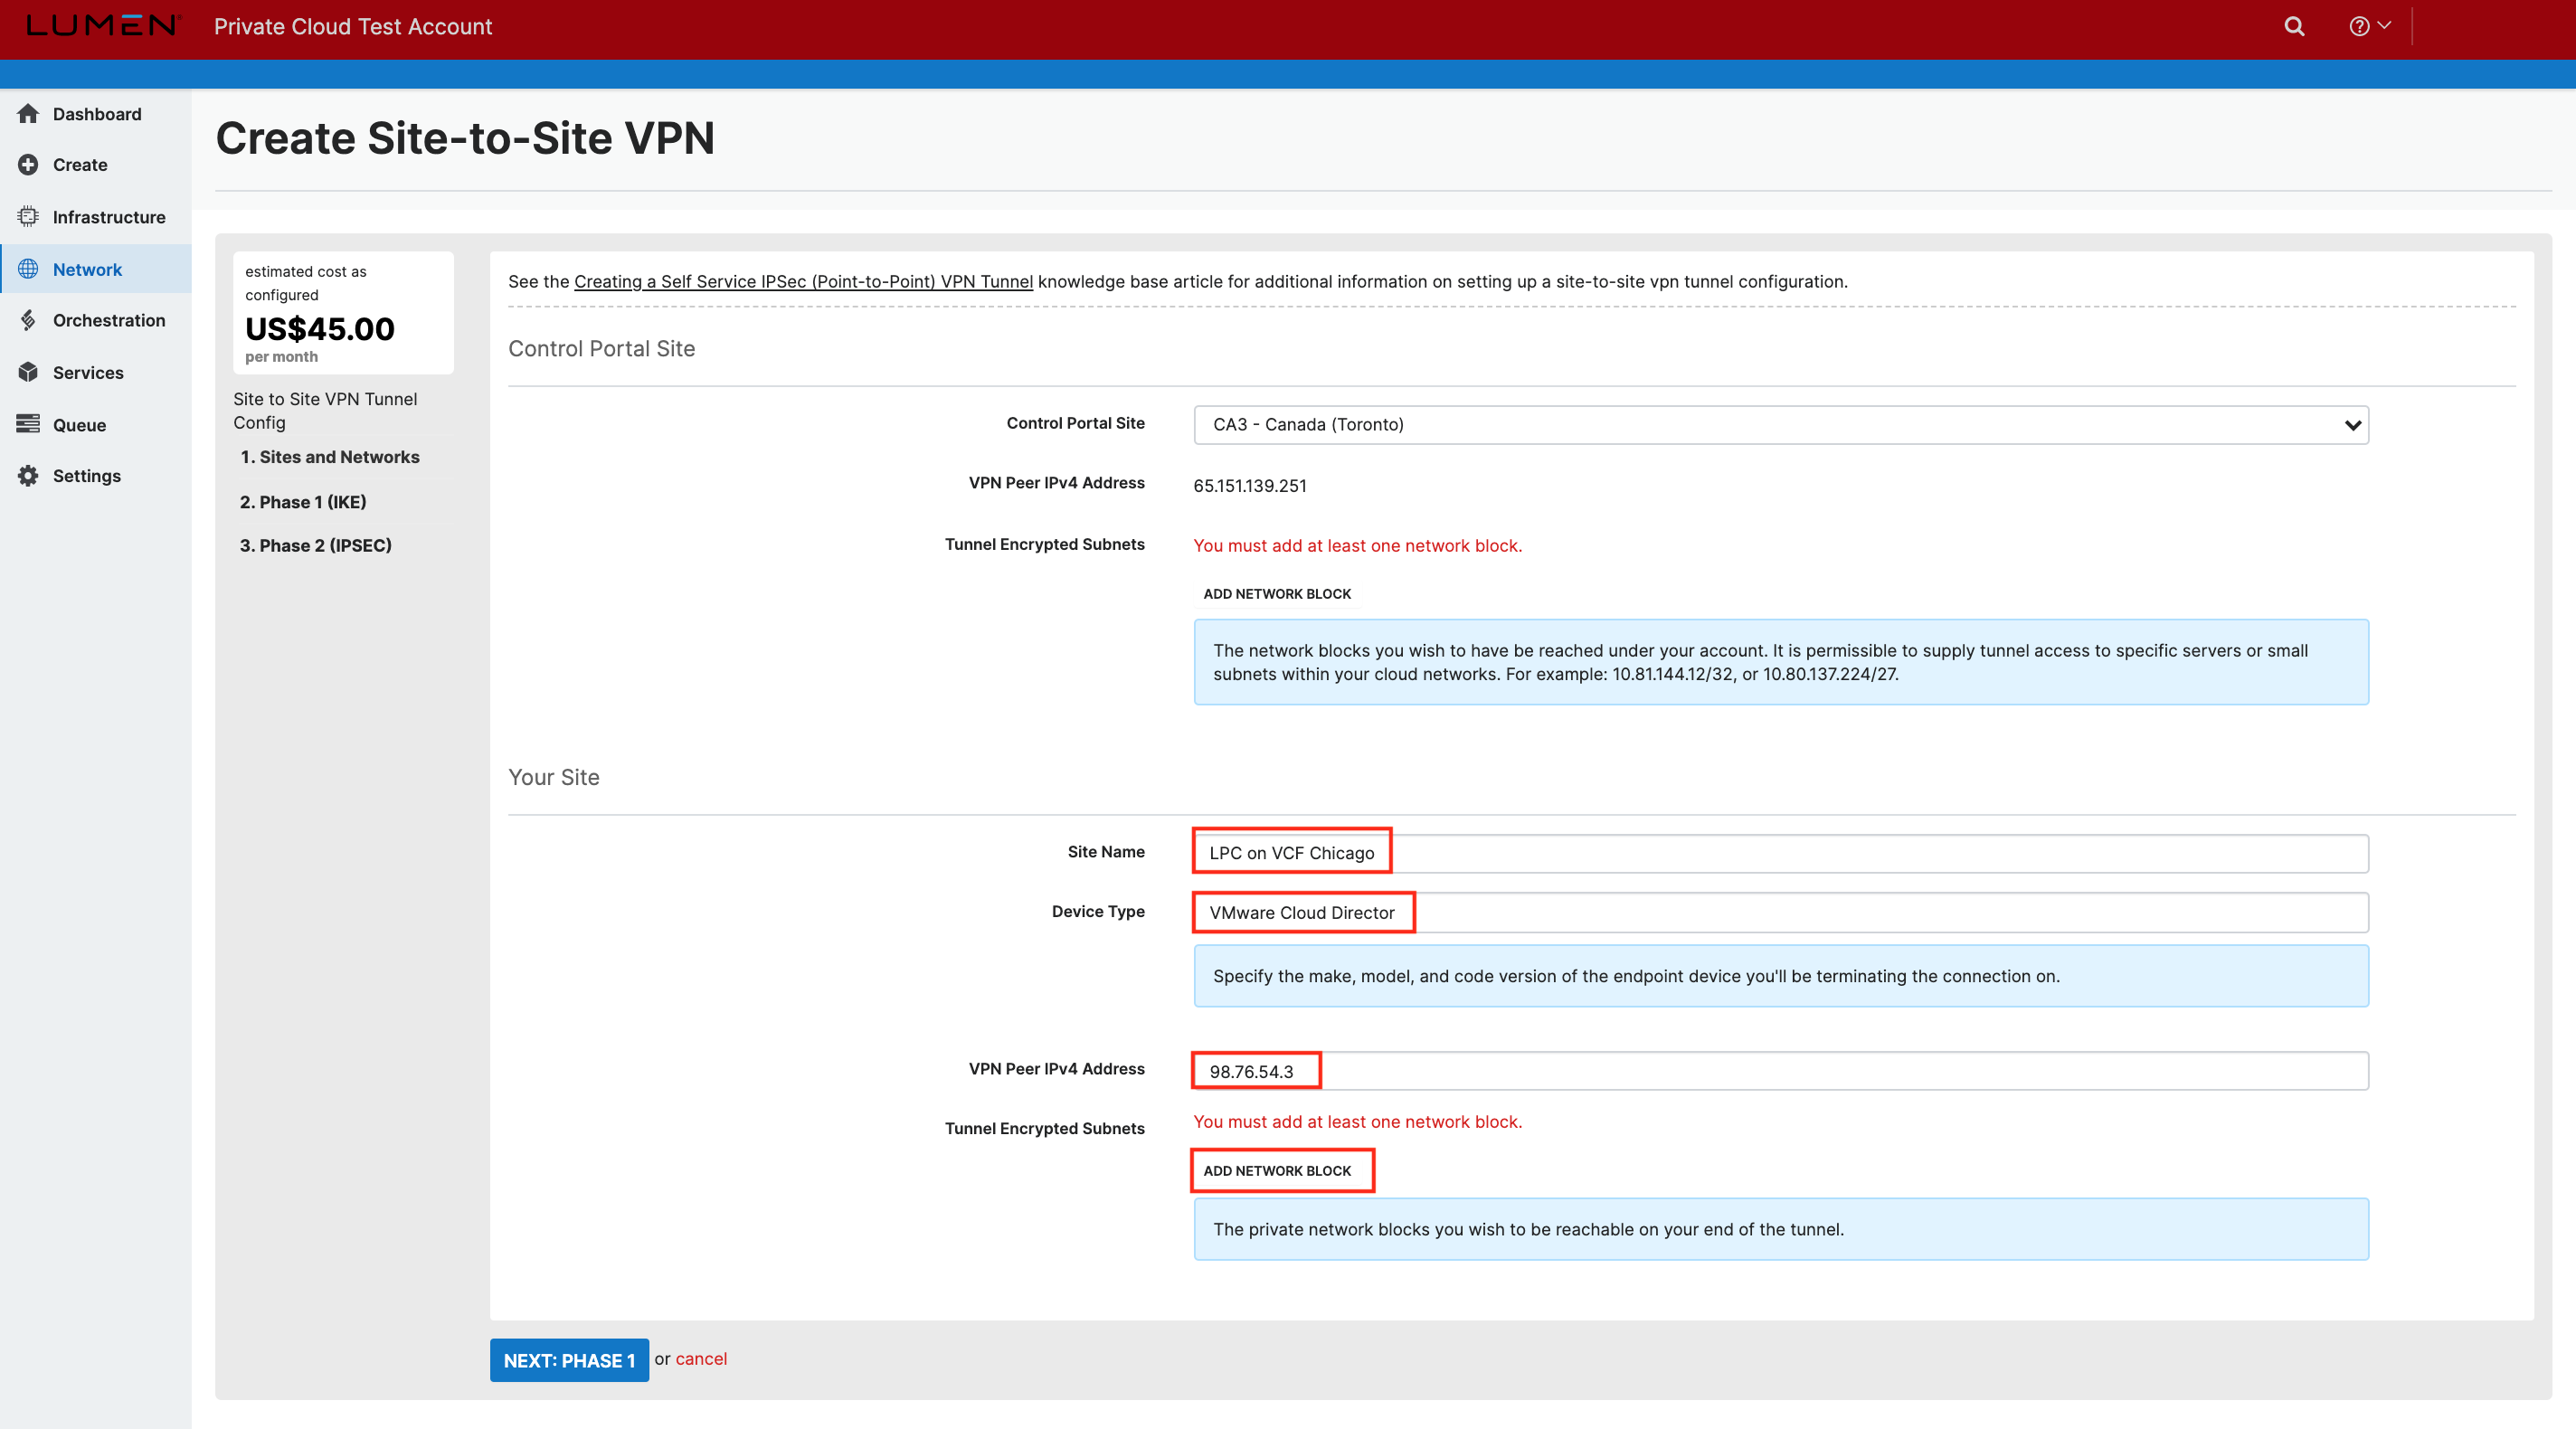 LUMEN Private Cloud Test Account
Dashboard
Create
Infrastructure
Network
Orchestration
Services
Queue
Settings
Create Site-to-Site VPN
estimated cost as
configured
US$45.00
per month
Site to Site VPN Tunnel
Config
1. Sites and Networks
2. Phase 1 (IKE)
3. Phase 2 (IPSEC)
See the Creating a Self Service IPSec (Point-to-Point) VPN Tunnel knowledge base article for additional information on setting up a site-to-site vpn tunnel configuration.
Control Portal Site
Control Portal Site CA3 - Canada (Toronto)
VPN Peer IPv4 Address 65.151.139.251
Tunnel Encrypted Subnets You must add at least one network block.
ADD NETWORK BLOCK
The network blocks you wish to have be reached under your account. It is permissible to supply tunnel access to specific servers or small
subnets within your cloud networks. For example: 10.81.144.12/32, or 10.80.137.224/27.
Your Site
Site Name LPC on VCF Chicago
Device Type VMware Cloud Director
Specify the make, model, and code version of the endpoint device you'll be terminating the connection on.
VPN Peer IPv4 Address 98.76.54.3
Tunnel Encrypted Subnets You must add at least one network block.
ADD NETWORK BLOCK
The private network blocks you wish to be reachable on your end of the tunnel.
NEXT: PHASE 1 or cancel